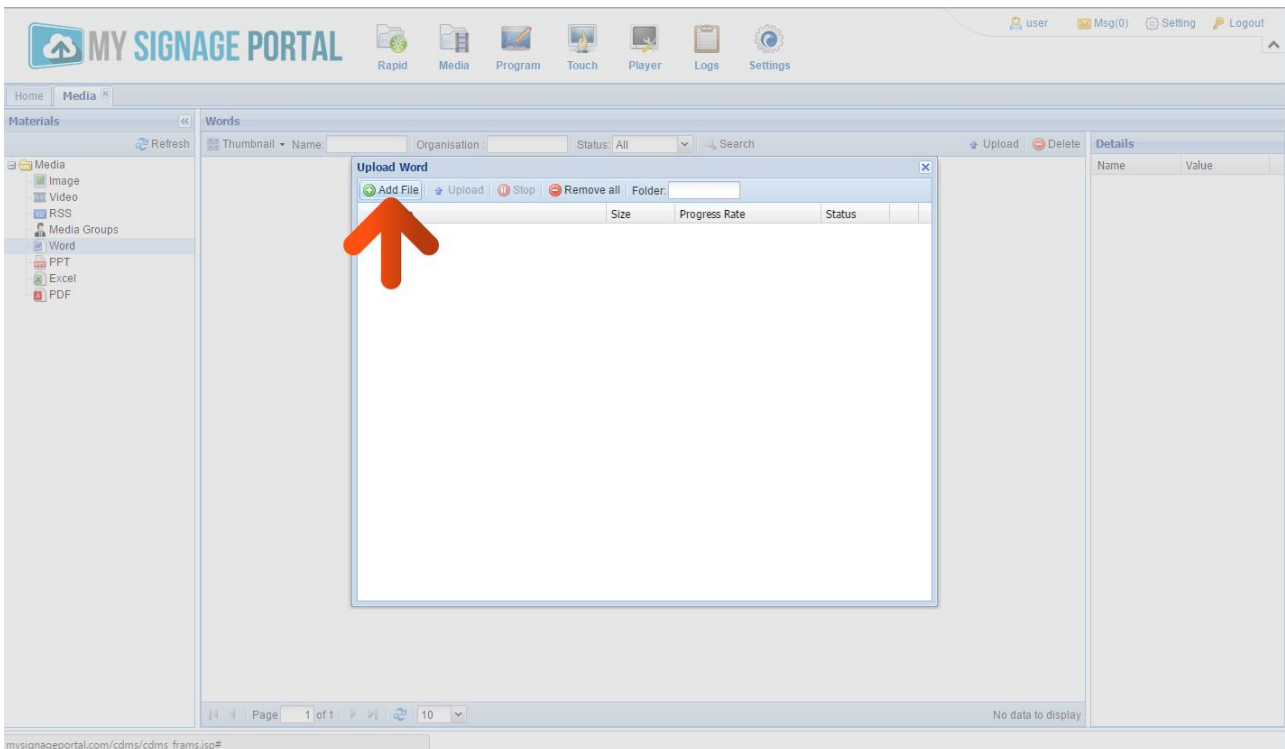 MY SIGNAGE PORTAL
Rapid Media Program Touch Player Logs Settings
user Msg(0) Setting Logout
Home Media
Materials
Refresh
Media
Image
Video
RSS
Media Groups
Word
PPT
Excel
PDF
Words
Thumbnail Name: Organisation : Status: All Search Upload Delete
Upload Word
Add File Upload Stop Remove all Folder:
Size Progress Rate Status
Details
Name Value
Page 1 of 1 10 No data to display
mysignageportal.com/cdms/cdms_frams.jsp#